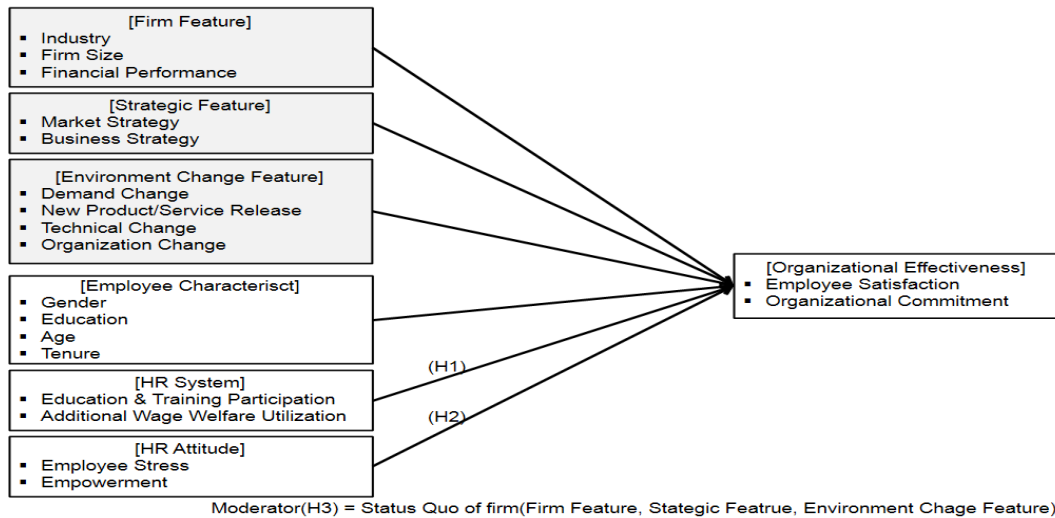 [Firm Feature]
▪ Industry
▪ Firm Size
▪ Financial Performance
[Strategic Feature]
▪ Market Strategy
▪ Business Strategy
[Environment Change Feature]
▪ Demand Change
▪ New Product/Service Release
▪ Technical Change
▪ Organization Change
[Employee Characterisct]
▪ Gender
▪ Education
▪ Age
▪ Tenure
[HR System]
▪ Education & Training Participation
▪ Additional Wage Welfare Utilization
[HR Attitude]
▪ Employee Stress
▪ Empowerment
(H1)
(H2)
[Organizational Effectiveness]
▪ Employee Satisfaction
▪ Organizational Commitment
Moderator(H3) = Status Quo of firm(Firm Feature, Stategic Featrue, Environment Chage Feature)